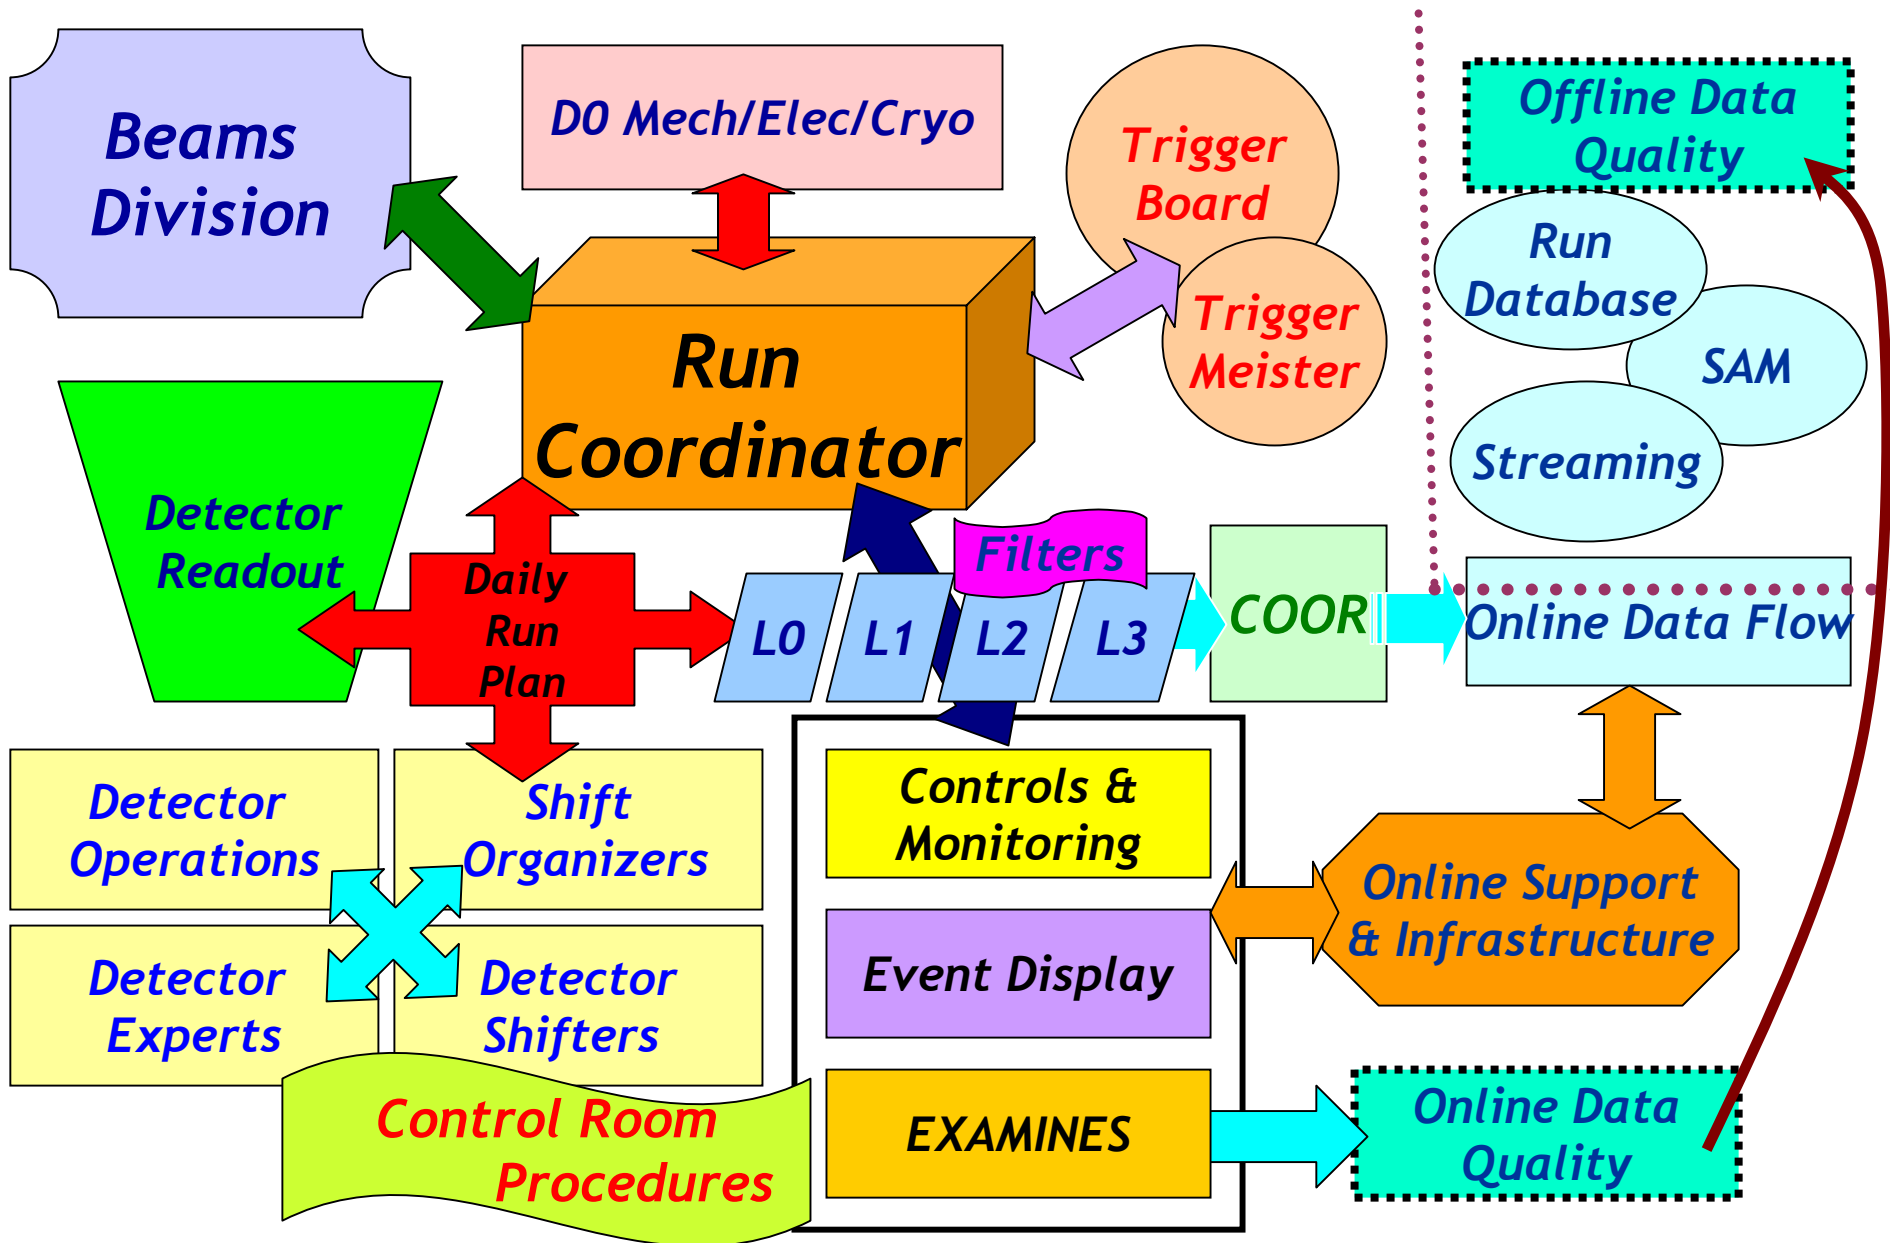 Beams
Division
D0 Mech/Elec/Cryo
Trigger
Board
Trigger
Meister
Offline Data
Quality
Run
Database
SAM
Streaming
Run
Coordinator
Detector
Readout
Daily
Run
Plan
Filters
L0
L1
L2
L3
COOR
Online Data Flow
Detector
Operations
Shift
Organizers
Detector
Experts
Detector
Shifters
Control Room
Procedures
Controls &
Monitoring
Event Display
EXAMINES
Online Support
& Infrastructure
Online Data
Quality